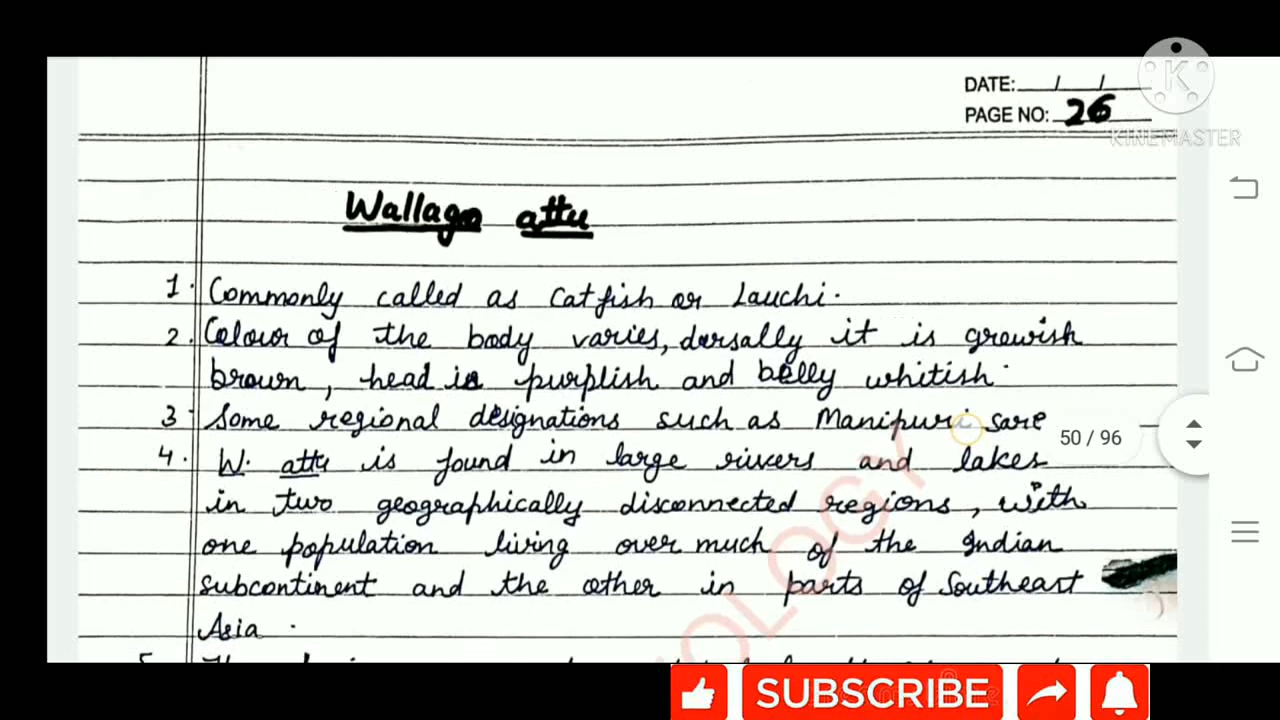 DATE: / /
PAGE NO: 26
KINEMASTER
Wallago attu
1. Commonly called as Catfish or Lauchi.
2. Colour of the body varies, dorsally it is greyish
brown, head is purplish and belly whitish.
3. Some regional designations such as Manipuri sare
50 / 96
4. W. attu is found in large rivers and lakes
in two geographically disconnected regions, with
one population living over much of the Indian
subcontinent and the other in parts of Southeast
Asia.
OLOGY
SUBSCRIBE